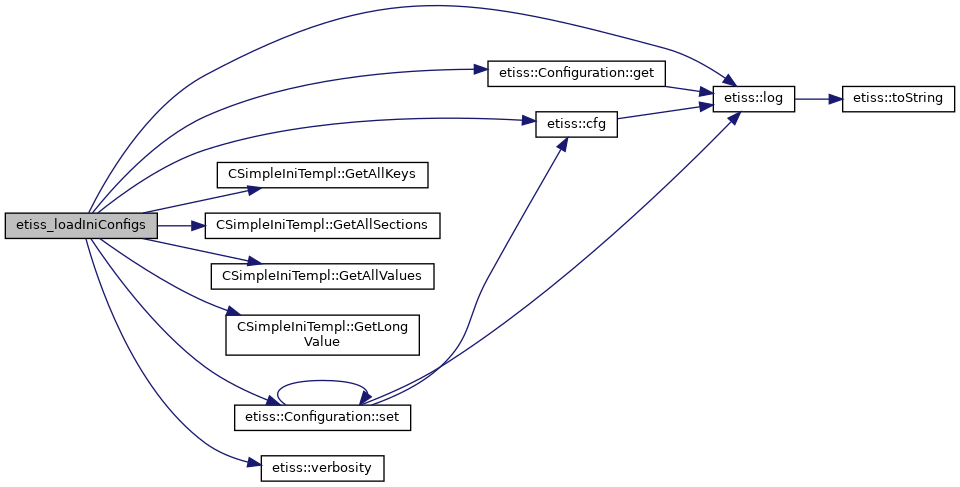 etiss::Configuration::get
etiss::log
etiss::toString
etiss::cfg
CSimpleIniTempl::GetAllKeys
etiss_loadIniConfigs
CSimpleIniTempl::GetAllSections
CSimpleIniTempl::GetAllValues
CSimpleIniTempl::GetLong
Value
etiss::Configuration::set
etiss::verbosity